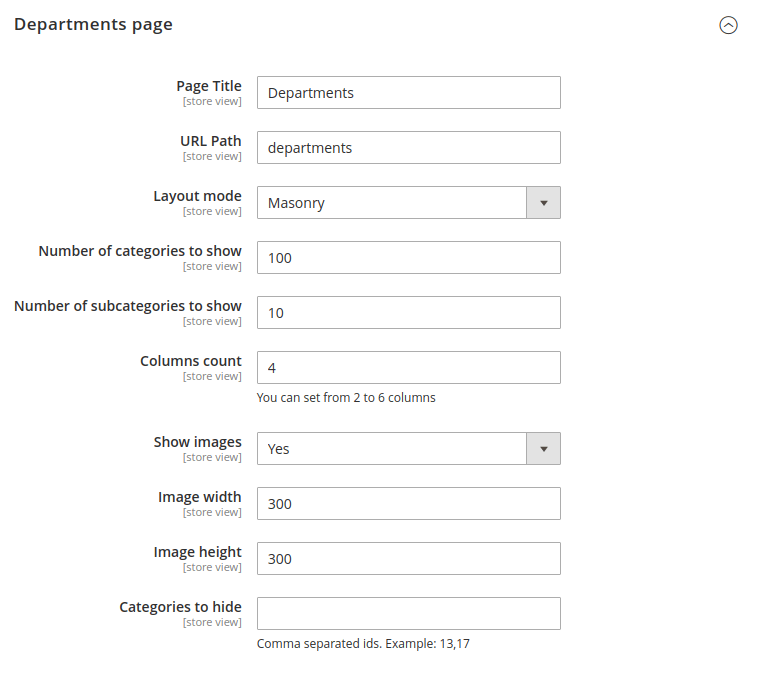 Departments page
Page Title
[store view]
Departments
URL Path
[store view]
departments
Layout mode
[store view]
Masonry
Number of categories to show
[store view]
100
Number of subcategories to show
[store view]
10
Columns count
[store view]
4
You can set from 2 to 6 columns
Show images
[store view]
Yes
Image width
[store view]
300
Image height
[store view]
300
Categories to hide
[store view]
Comma separated ids. Example: 13,17